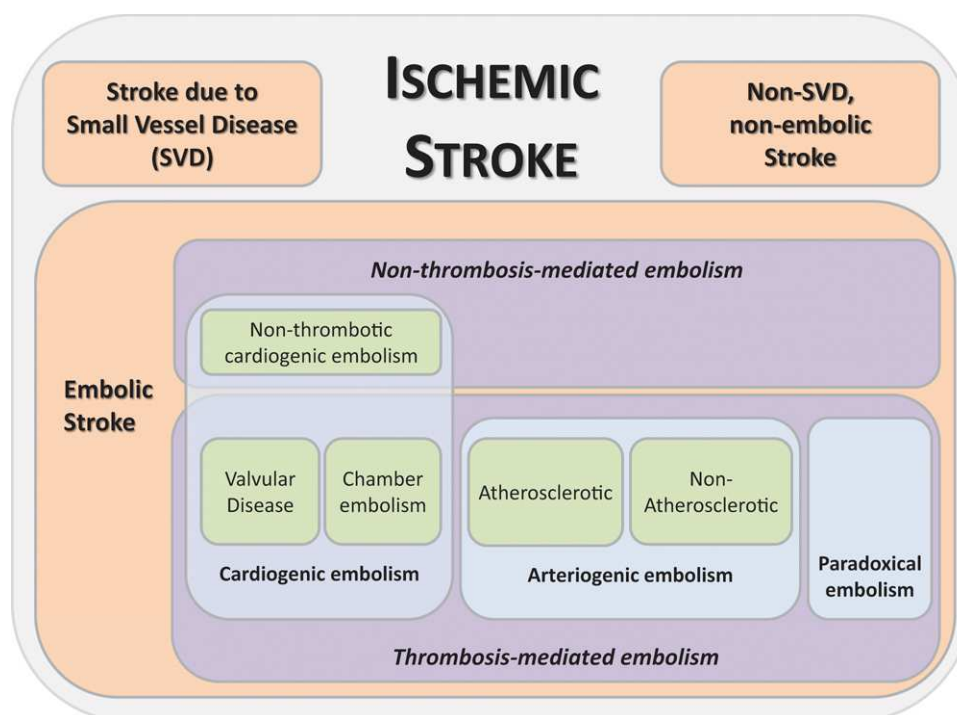 Stroke due to
Small Vessel Disease
(SVD)
ISCHEMIC
STROKE
Non-SVD,
non-embolic
Stroke
Non-thrombosis-mediated embolism
Non-thrombotic
cardiogenic embolism
Embolic
Stroke
Valvular
Disease
Chamber
embolism
Cardiogenic embolism
Atherosclerotic
Non-
Atherosclerotic
Arteriogenic embolism
Paradoxical
embolism
Thrombosis-mediated embolism